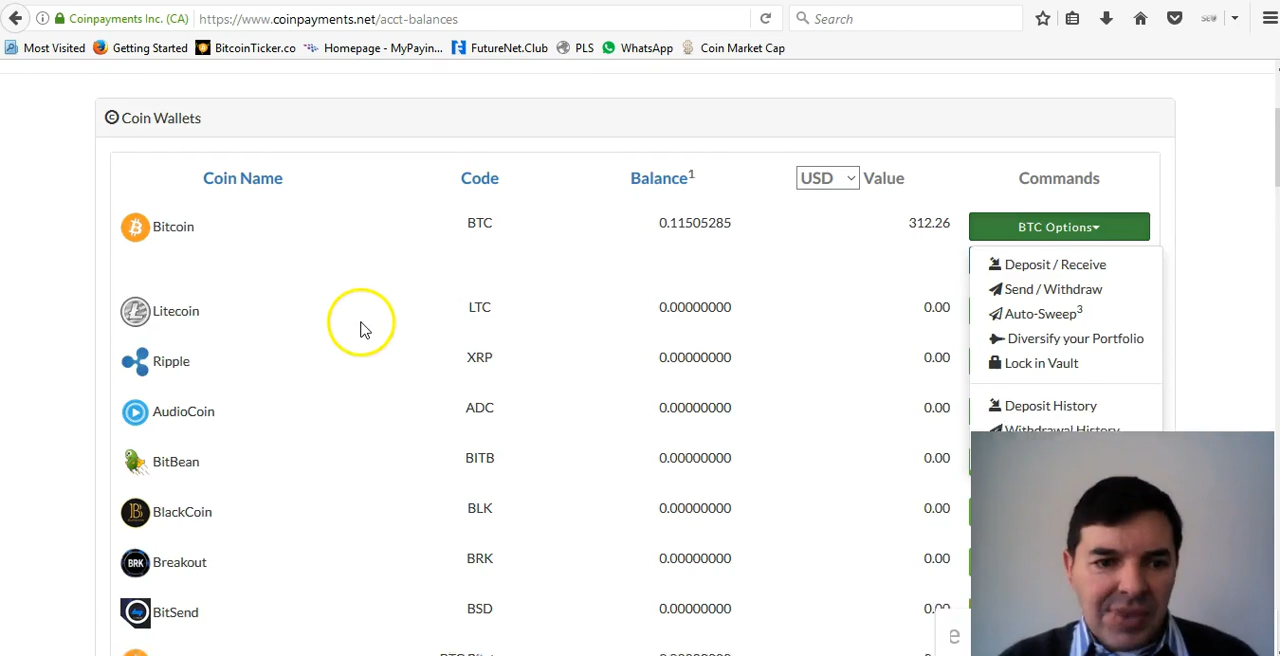 Coinpayments Inc. (CA) https://www.coinpayments.net/acct-balances Search
Most Visited Getting Started BitcoinTicker.co Homepage - MyPayin... FutureNet.Club PLS WhatsApp Coin Market Cap
Coin Wallets
Coin Name Code Balance1 USD Value Commands
Bitcoin BTC 0.11505285 312.26 BTC Options
Deposit / Receive
Send / Withdraw
Litecoin LTC 0.00000000 0.00 Auto-Sweep3
Diversify your Portfolio
Ripple XRP 0.00000000 0.00 Lock in Vault
AudioCoin ADC 0.00000000 0.00 Deposit History
Withdrawal History
BitBean BITB 0.00000000 0.00
BlackCoin BLK 0.00000000 0.00
Breakout BRK 0.00000000 0.00
BitSend BSD 0.00000000 0.00
e